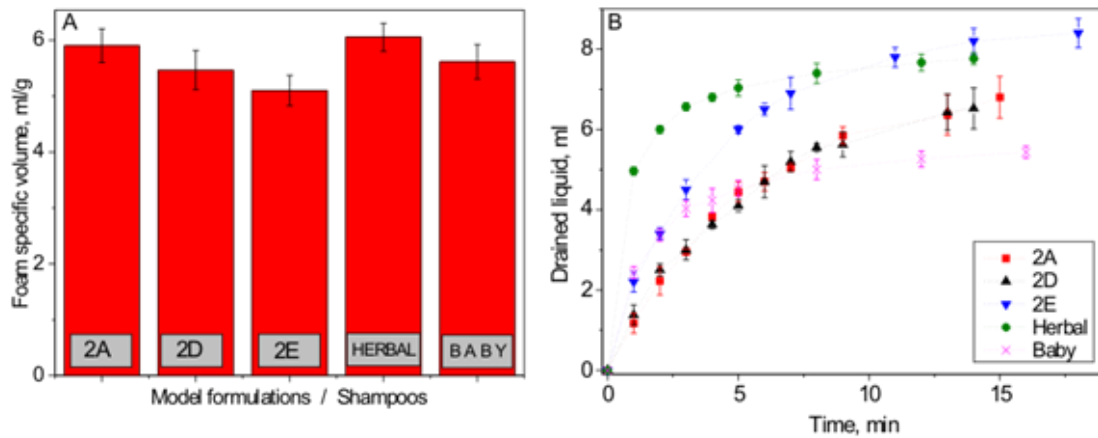 A
Foam specific volume, ml/g
6
4
2
0
2A
2D
2E
HERBAL
BABY
Model formulations / Shampoos
B
Drained liquid, ml
8
6
4
2
0
0
5
10
15
Time, min
2A
2D
2E
Herbal
Baby